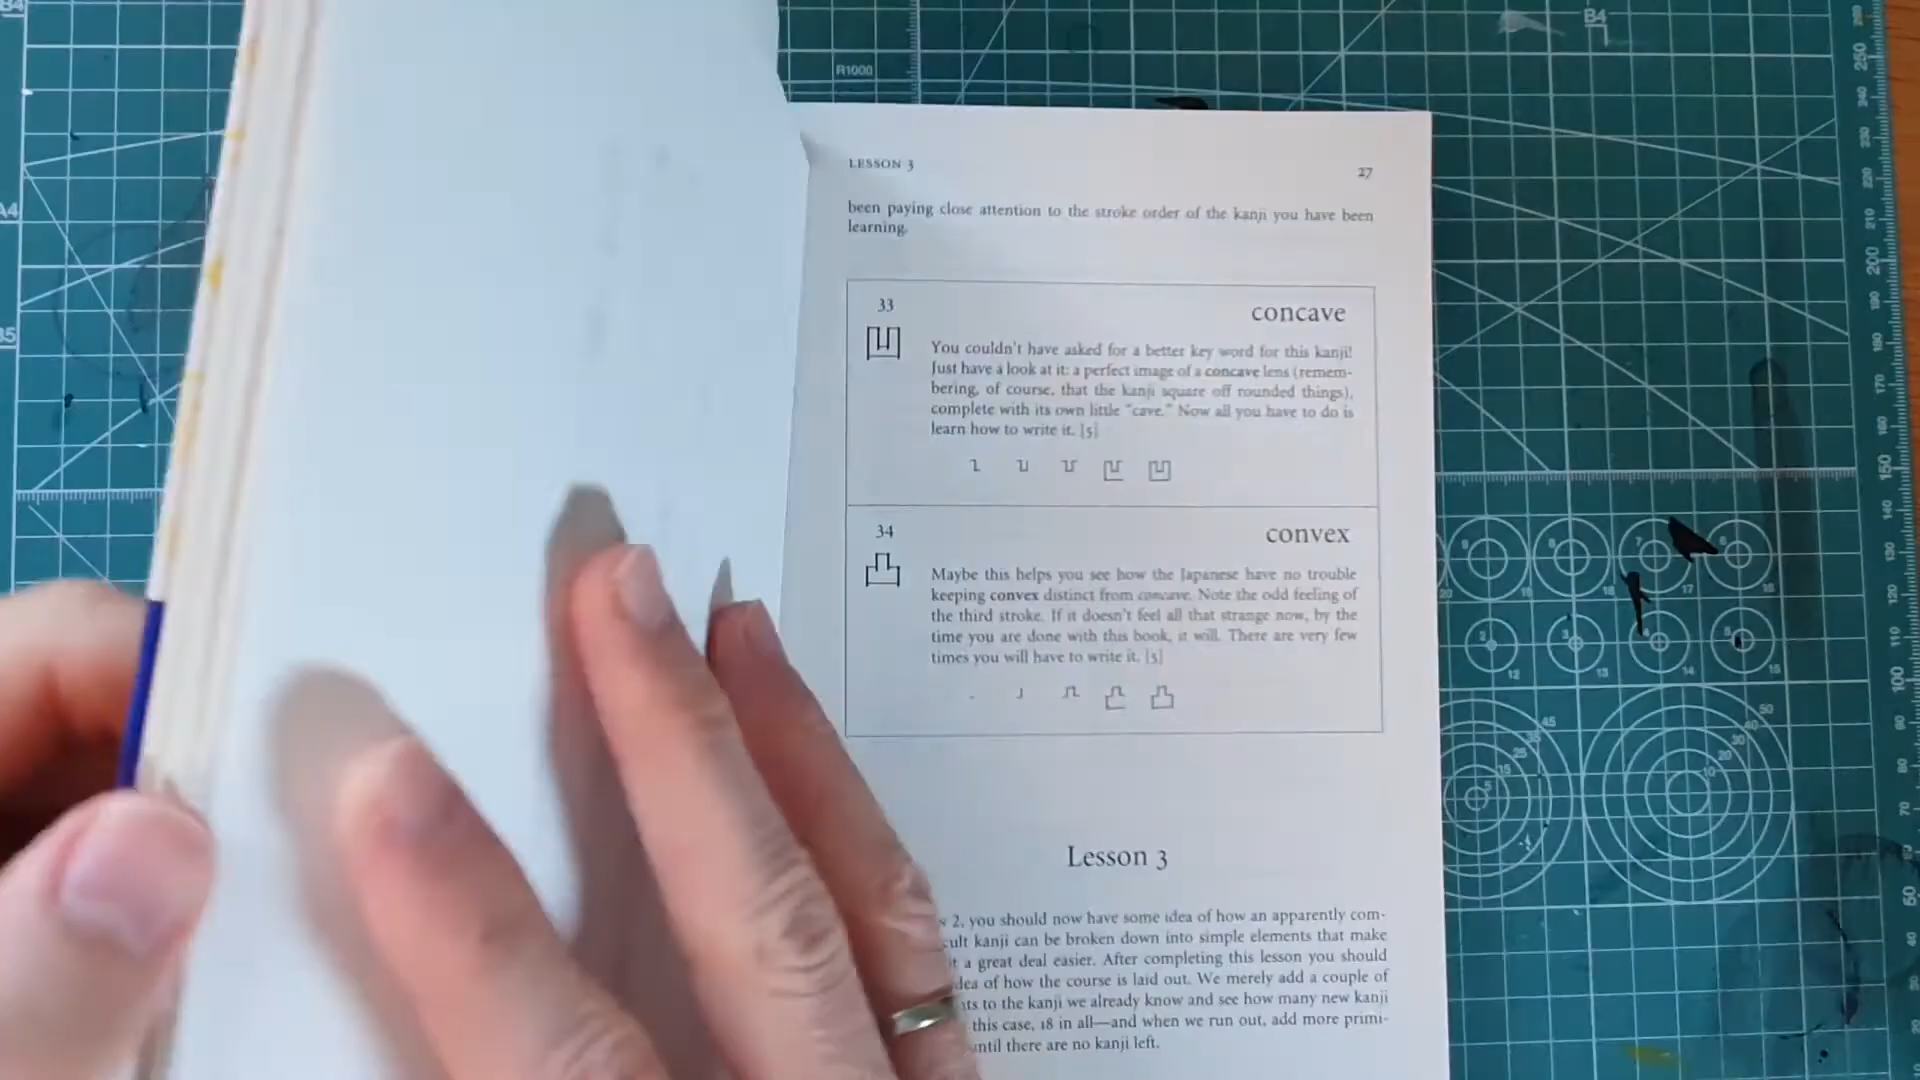 LESSON 3 27
been paying close attention to the stroke order of the kanji you have been
learning.
33 concave
凹
You couldn't have asked for a better key word for this kanji!
Just have a look at it: a perfect image of a concave lens (remem-
bering, of course, that the kanji square off rounded things),
complete with its own little "cave." Now all you have to do is
learn how to write it. [5]
34 convex
凸
Maybe this helps you see how the Japanese have no trouble
keeping convex distinct from concave. Note the odd feeling of
the third stroke. If it doesn't feel all that strange now, by the
time you are done with this book, it will. There are very few
times you will have to write it. [5]
Lesson 3
2, you should now have some idea of how an apparently com-
kanji can be broken down into simple elements that make
it a great deal easier. After completing this lesson you should
of how the course is laid out. We merely add a couple of
to the kanji we already know and see how many new kanji
this case, 18 in all—and when we run out, add more primi-
until there are no kanji left.
R1000
B4
A4